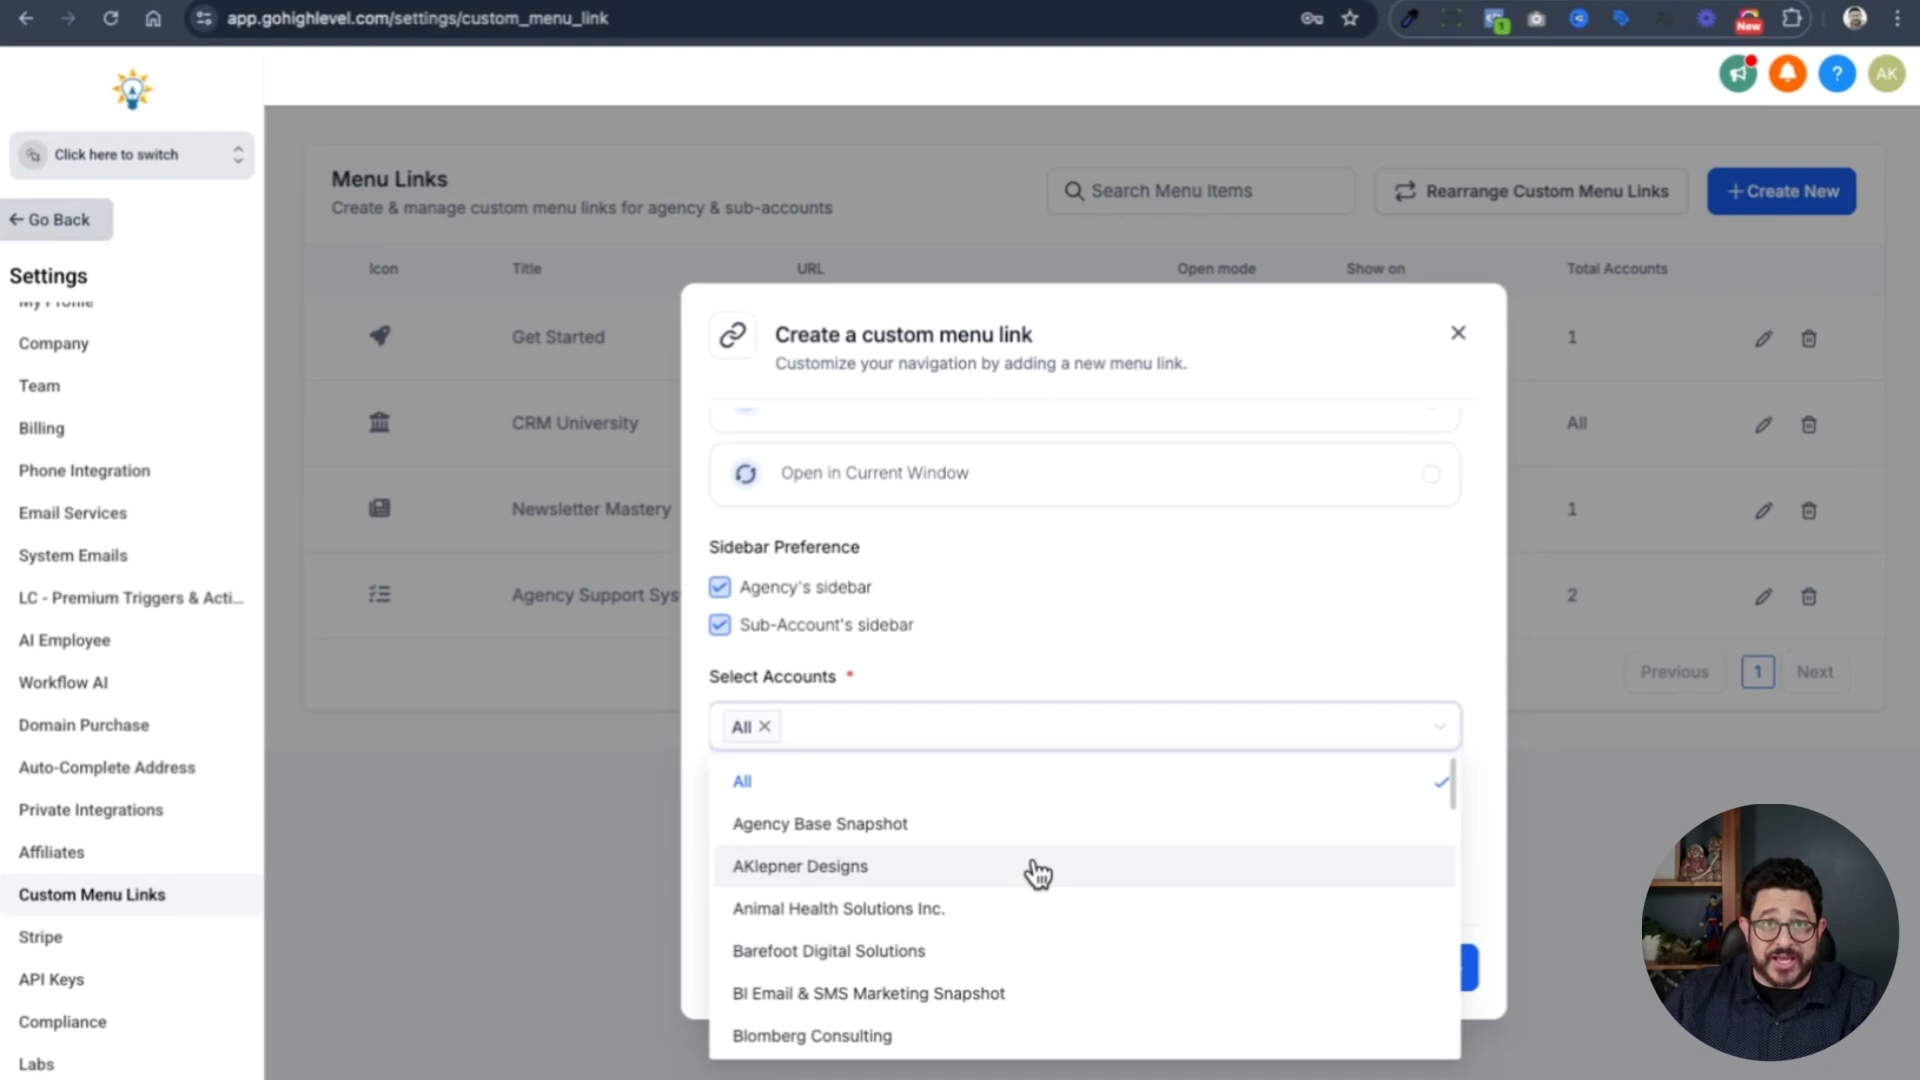 app.gohighlevel.com/settings/custom_menu_link
1
New
?
AK
Click here to switch
Go Back
Settings
My Profile
Company
Team
Billing
Phone Integration
Email Services
System Emails
LC - Premium Triggers & Acti...
AI Employee
Workflow AI
Domain Purchase
Auto-Complete Address
Private Integrations
Affiliates
Custom Menu Links
Stripe
API Keys
Compliance
Labs
Menu Links
Create & manage custom menu links for agency & sub-accounts
Search Menu Items
Rearrange Custom Menu Links
+ Create New
Icon Title URL Open mode Show on Total Accounts
Get Started 1
CRM University All
Newsletter Mastery 1
Agency Support Sys 2
Previous 1 Next
Create a custom menu link
Customize your navigation by adding a new menu link.
Open in Current Window
Sidebar Preference
Agency's sidebar
Sub-Account's sidebar
Select Accounts *
All
All
Agency Base Snapshot
AKlepner Designs
Animal Health Solutions Inc.
Barefoot Digital Solutions
BI Email & SMS Marketing Snapshot
Blomberg Consulting